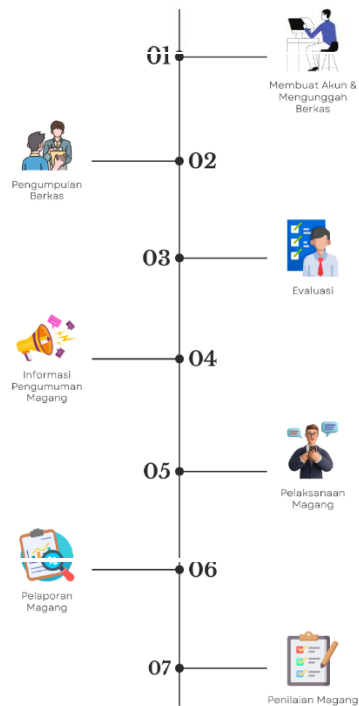 01
Membuat Akun &
Mengunggah
Berkas
02
Pengumpulan
Berkas
03
Evaluasi
04
Informasi
Pengumuman
Magang
05
Pelaksanaan
Magang
06
Pelaporan
Magang
07
Penilaian Magang